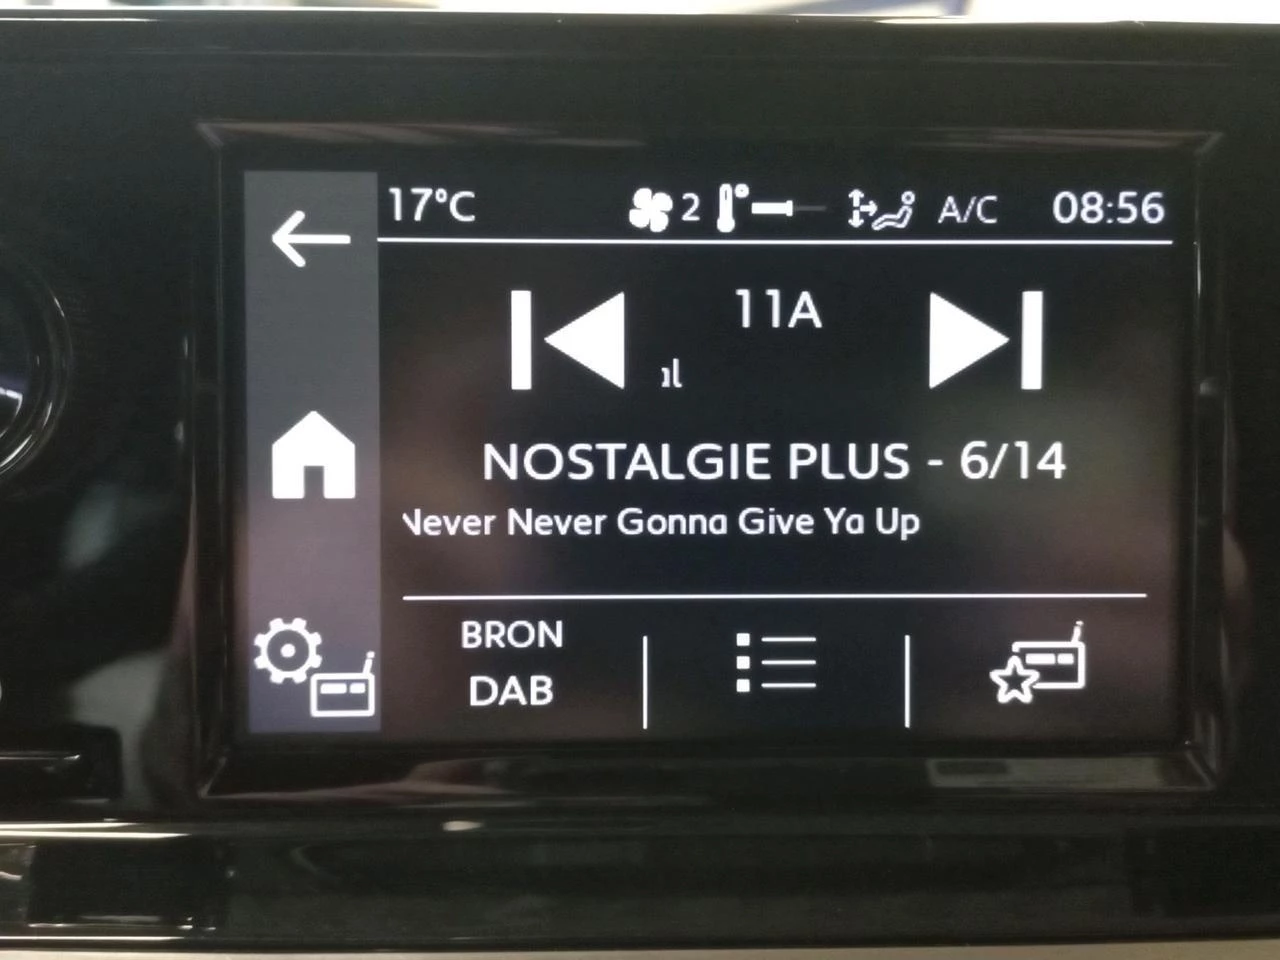 17°C 2 A/C 08:56
11A
NOSTALGIE PLUS - 6/14
Never Never Gonna Give Ya Up
BRON
DAB